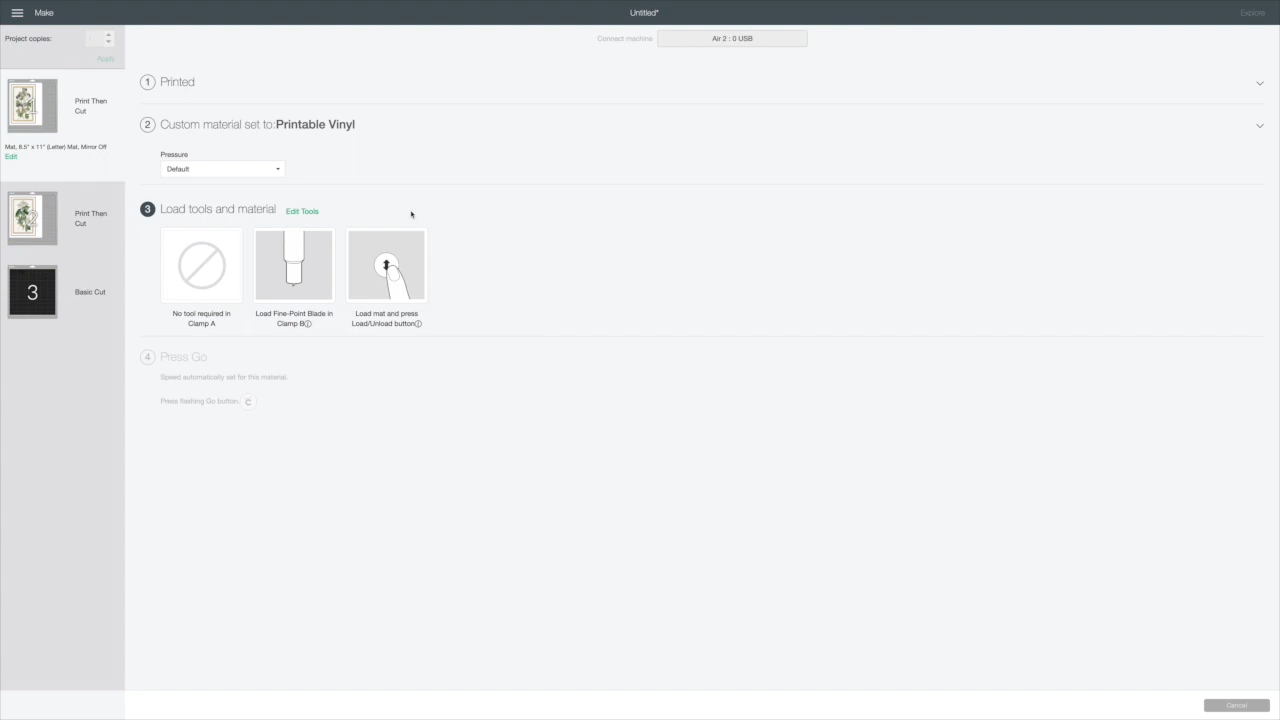 Make
Untitled*
Explore
Project copies:
Apply
Connect machine
Air 2 : 0 USB
Print Then
Cut
Mat, 8.5" x 11" (Letter) Mat, Mirror Off
Edit
2
Print Then
Cut
3
Basic Cut
1 Printed
2 Custom material set to:Printable Vinyl
Pressure
Default
3 Load tools and material Edit Tools
No tool required in
Clamp A
Load Fine-Point Blade in
Clamp B
Load mat and press
Load/Unload button
4 Press Go
Speed automatically set for this material.
Press flashing Go button.
Cancel